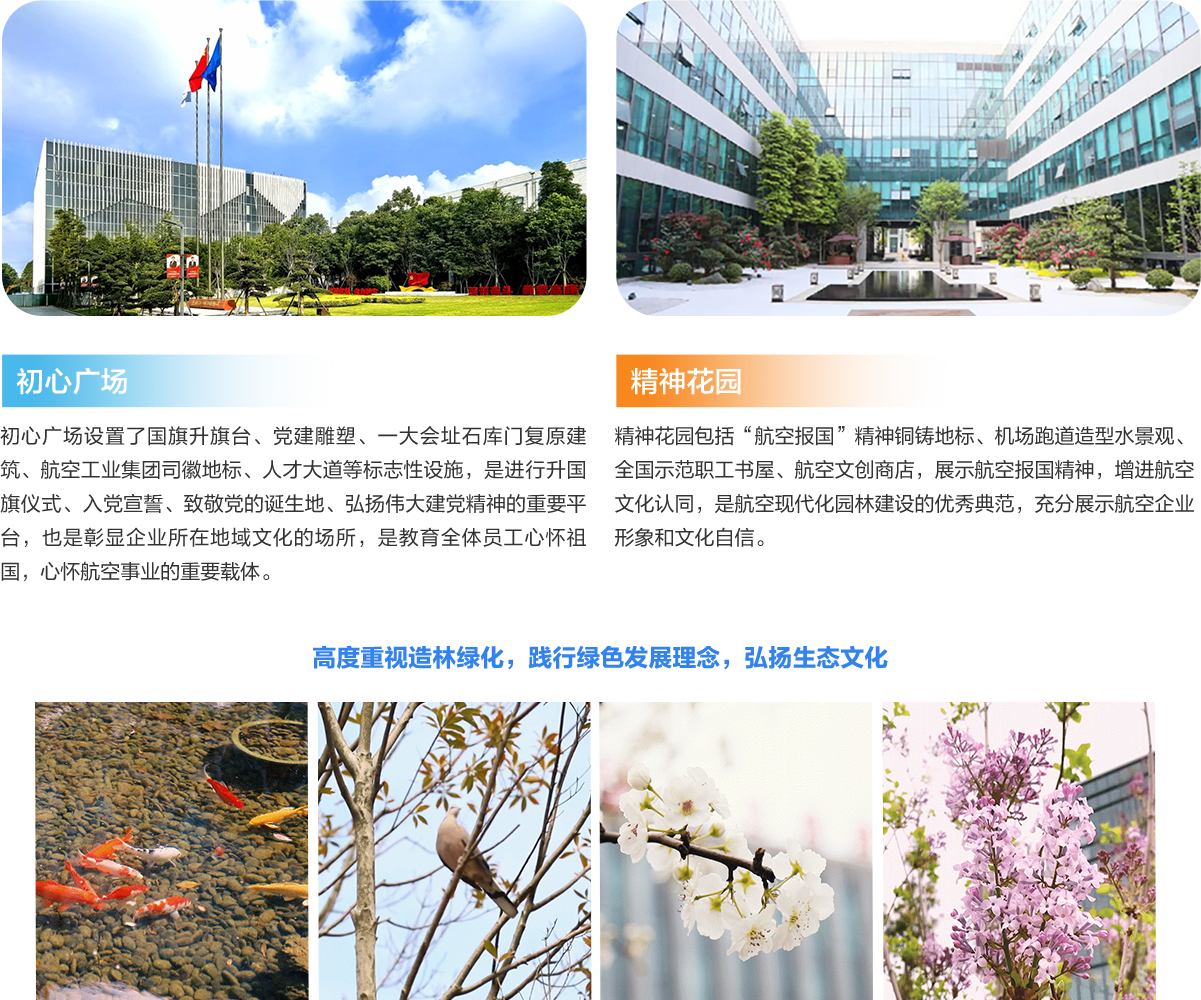 初心广场
初心广场设置了国旗升旗台、党建雕塑、一大会址石库门复原建
筑、航空工业集团司徽地标、人才大道等标志性设施，是进行升国
旗仪式、入党宣誓、致敬党的诞生地、弘扬伟大建党精神的重要平
台，也是彰显企业所在地域文化的场所，是教育全体员工心怀祖
国，心怀航空事业的重要载体。
精神花园
精神花园包括“航空报国”精神铜铸地标、机场跑道造型水景观、
全国示范职工书屋、航空文创商店，展示航空报国精神，增进航空
文化认同，是航空现代化园林建设的优秀典范，充分展示航空企业
形象和文化自信。
高度重视造林绿化，践行绿色发展理念，弘扬生态文化